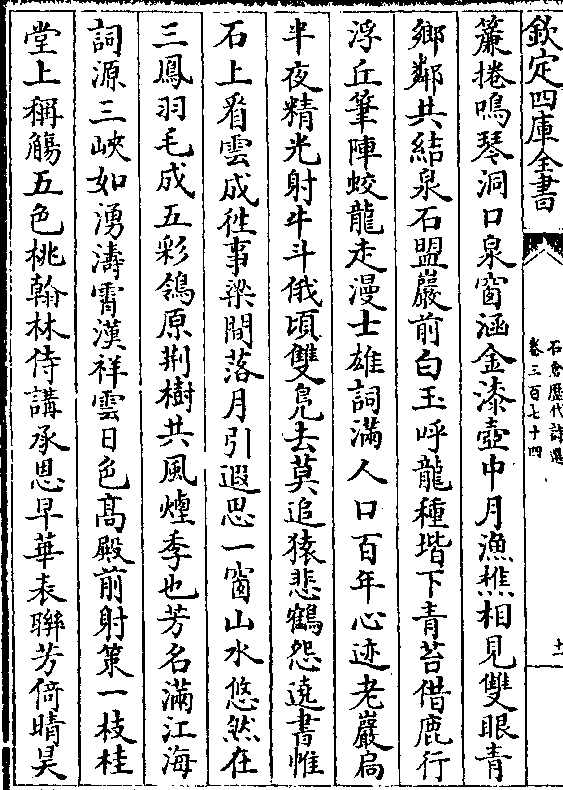 欽定四庫全書
石倉歷代詩選
卷三百七十四
十一
簾捲鳴琴洞口泉窗涵金漆壺中月漁樵相見雙眼青
鄉鄰共結泉石盟巖前白玉呼龍種堦下青苔借鹿行
浮丘筆陣蛟龍走漫士雄詞滿人口百年心迹老巖扃
半夜精光射牛斗俄頃雙鳧去莫追猿悲鶴怨遶書帷
石上看雲成徃事梁間落月引遐思一窗山水悠然在
三鳳羽毛成五彩鴒原荆樹共風煙季也芳名滿江海
詞源三峽如湧濤霄漢祥雲日色髙殿前射策一枝桂
堂上稱觴五色桃翰林侍講承恩早華表聯芳倚晴昊